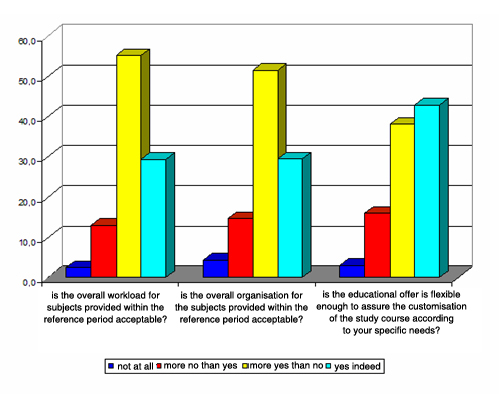 60,0
50,0
40,0
30,0
20,0
10,0
0,0
is the overall workload for
subjects provided within the
reference period acceptable?
is the overall organisation for
the subjects provided within the
reference period acceptable?
is the educational offer is flexible
enough to assure the customisation
of the study course according
to your specific needs?
not at all more no than yes more yes than no yes indeed